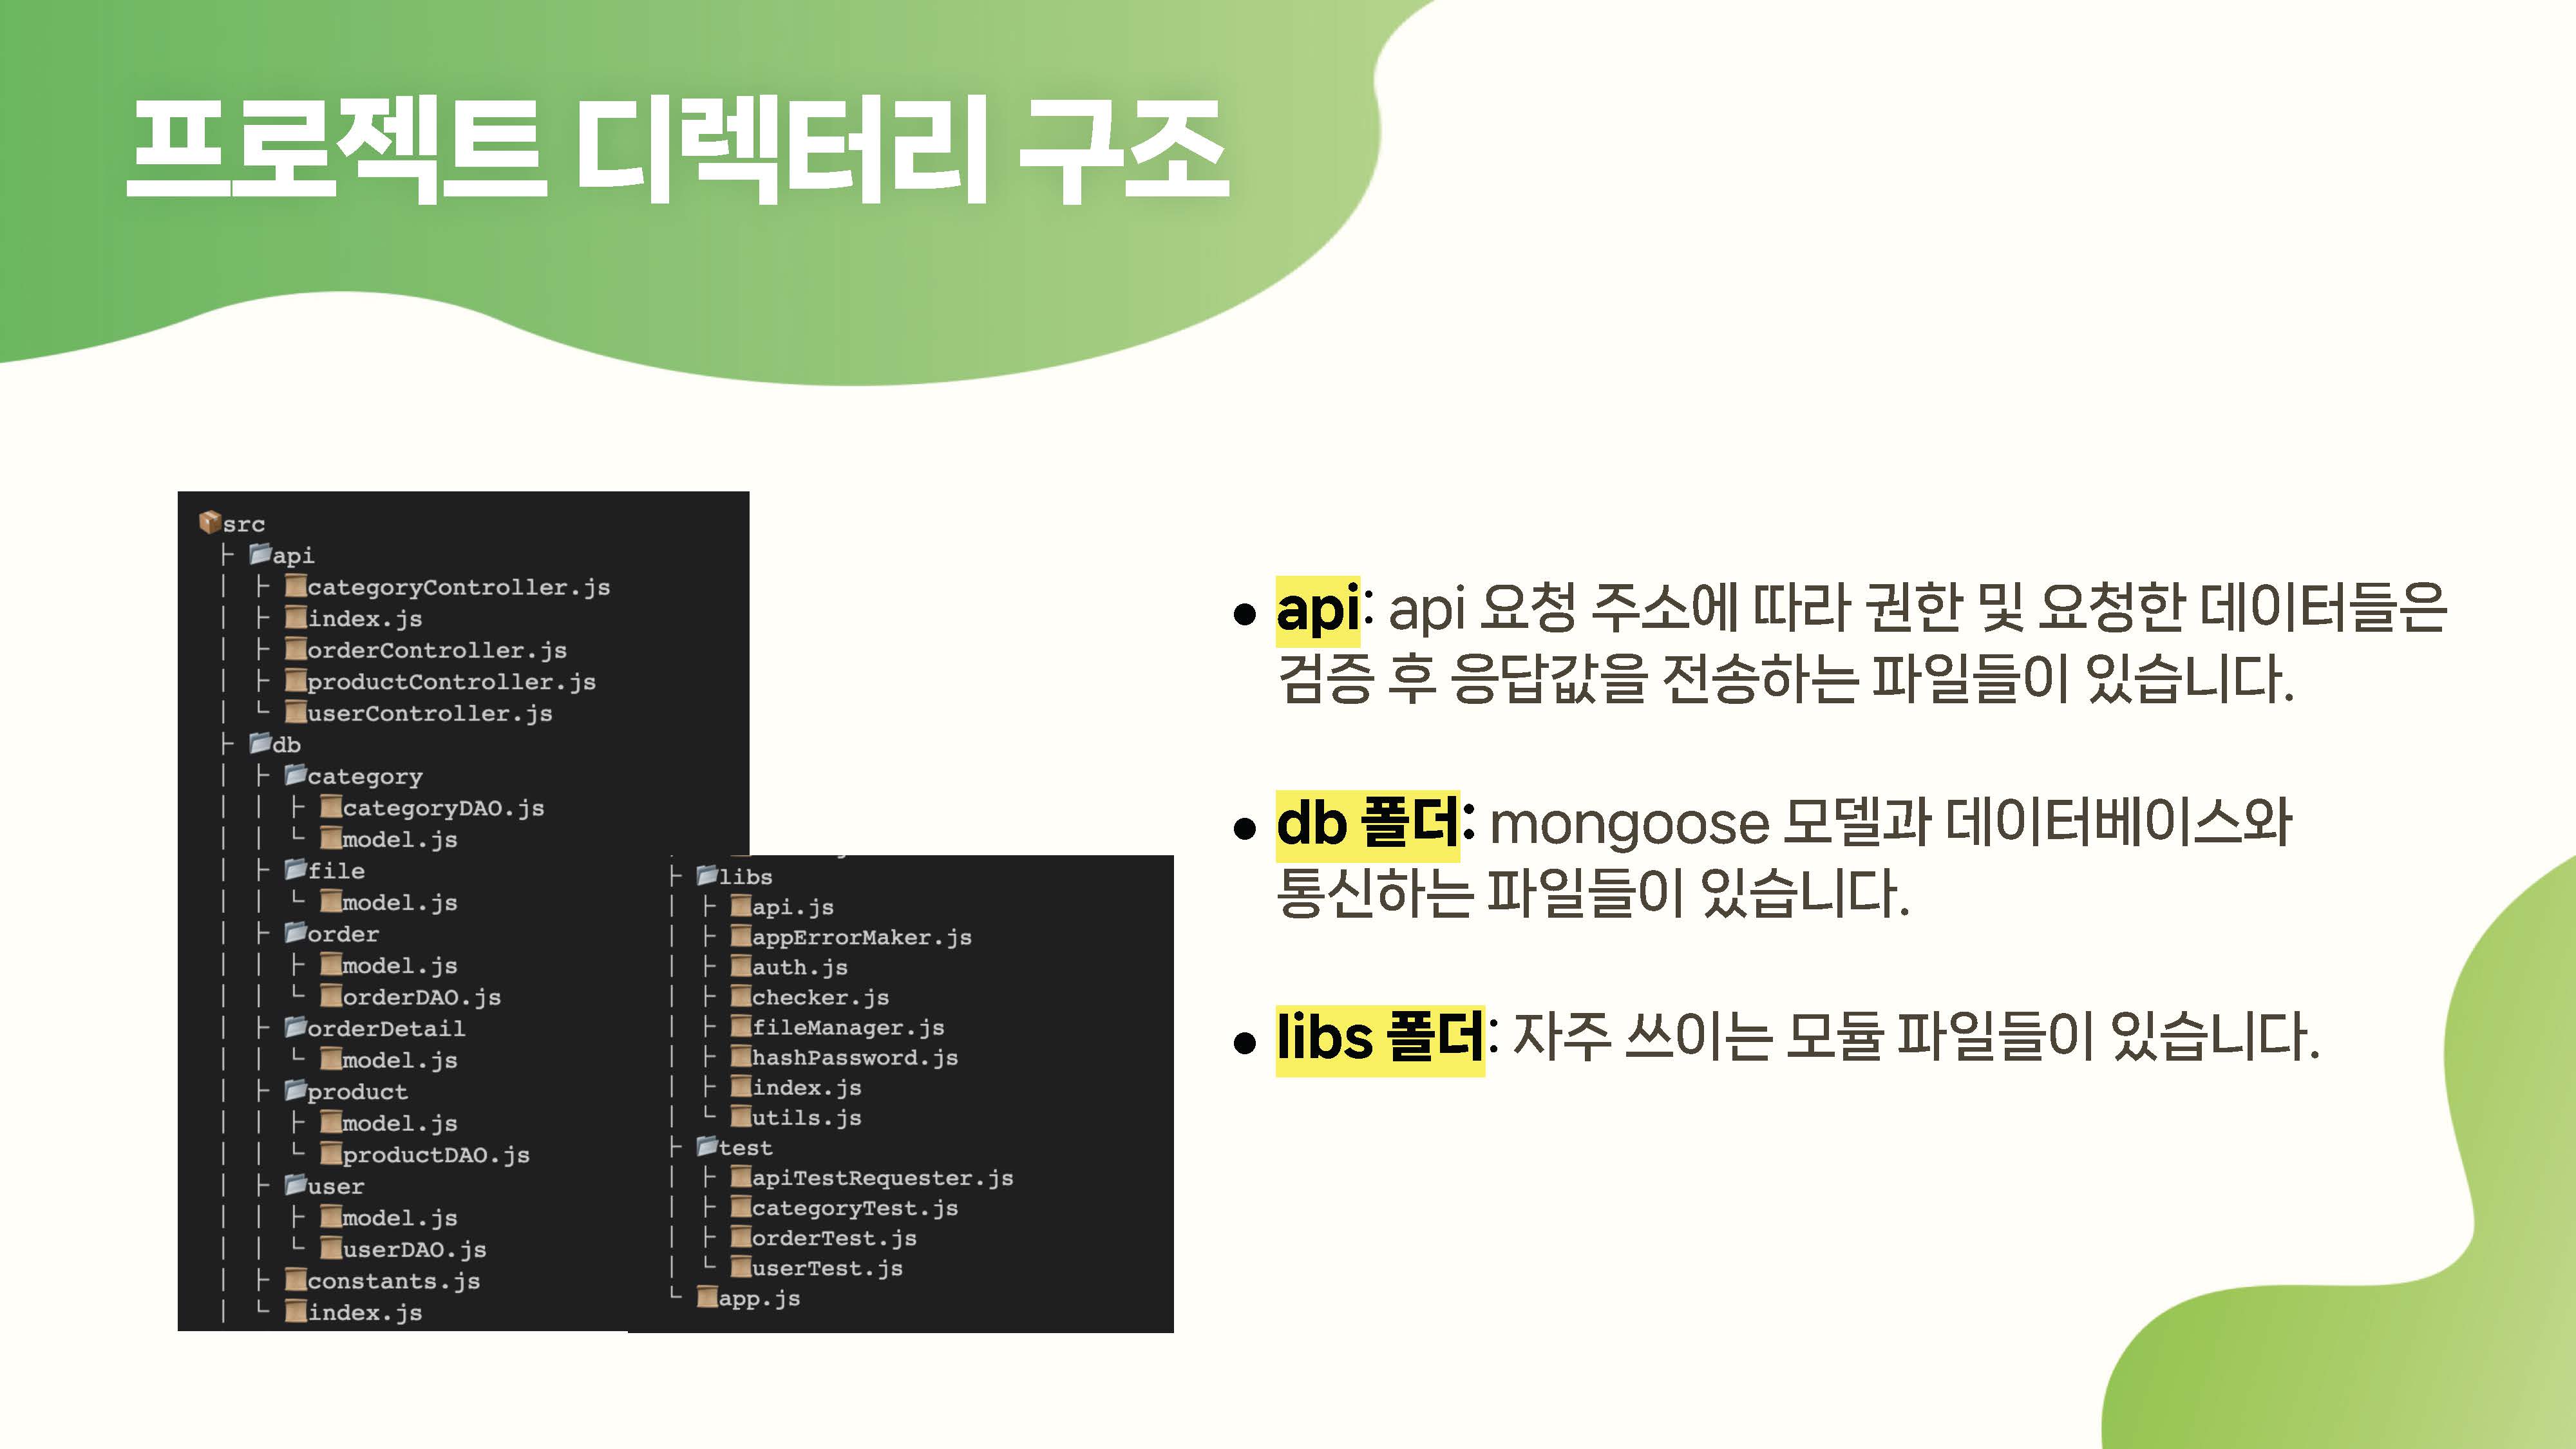 프로젝트 디렉터리 구조
src
├ api
│ ├ categoryController.js
│ ├ index.js
│ ├ orderController.js
│ ├ productController.js
│ └ userController.js
├ db
│ ├ category
│ │ ├ categoryDAO.js
│ │ └ model.js
│ ├ file
│ │ └ model.js
│ ├ order
│ │ ├ model.js
│ │ └ orderDAO.js
│ ├ orderDetail
│ │ └ model.js
│ ├ product
│ │ ├ model.js
│ │ └ productDAO.js
│ ├ user
│ │ ├ model.js
│ │ └ userDAO.js
│ ├ constants.js
│ └ index.js
├ libs
│ ├ api.js
│ ├ appErrorMaker.js
│ ├ auth.js
│ ├ checker.js
│ ├ fileManager.js
│ ├ hashPassword.js
│ ├ index.js
│ └ utils.js
├ test
│ ├ apiTestRequester.js
│ ├ categoryTest.js
│ ├ orderTest.js
│ └ userTest.js
└ app.js
• api: api 요청 주소에 따라 권한 및 요청한 데이터들은
검증 후 응답값을 전송하는 파일들이 있습니다.
• db 폴더: mongoose 모델과 데이터베이스와
통신하는 파일들이 있습니다.
• libs 폴더: 자주 쓰이는 모듈 파일들이 있습니다.